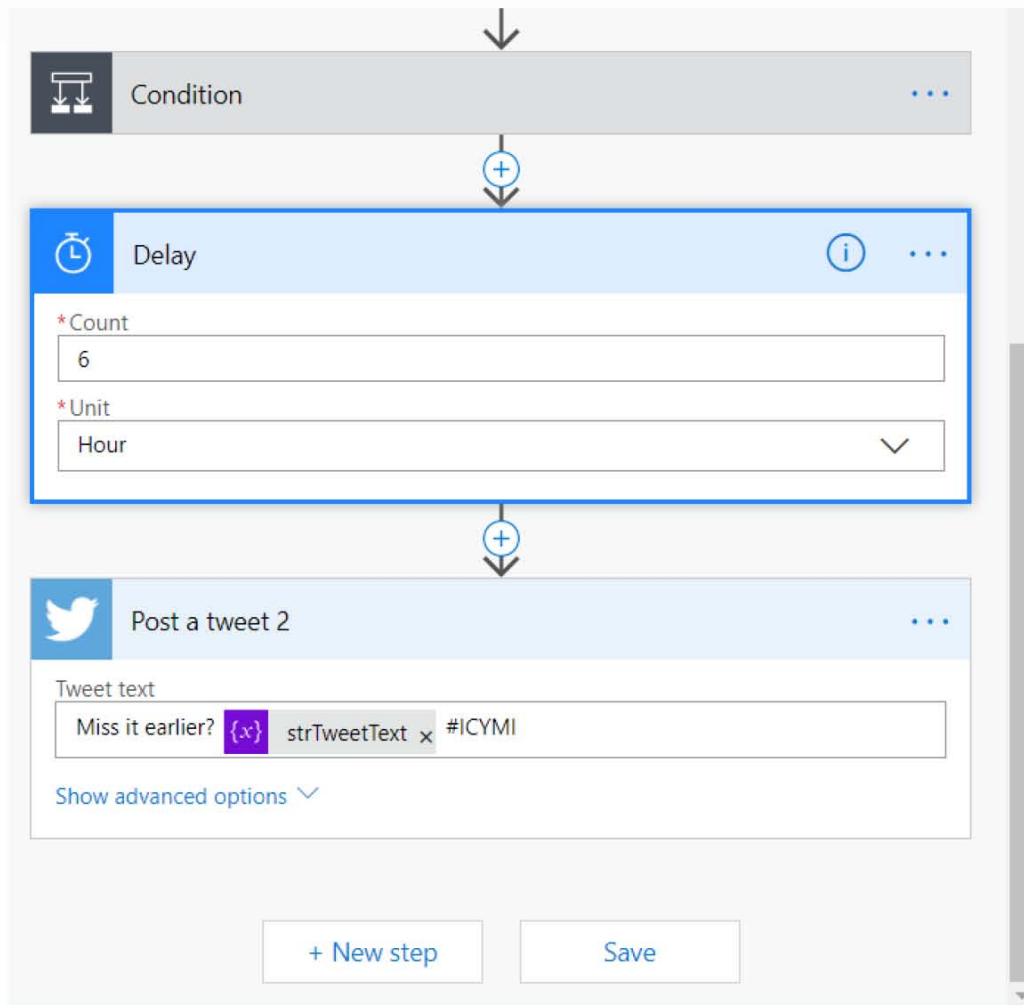 Condition
Delay
*Count
6
*Unit
Hour
Post a tweet 2
Tweet text
Miss it earlier? {x} strTweetText × #ICYMI
Show advanced options
+ New step Save